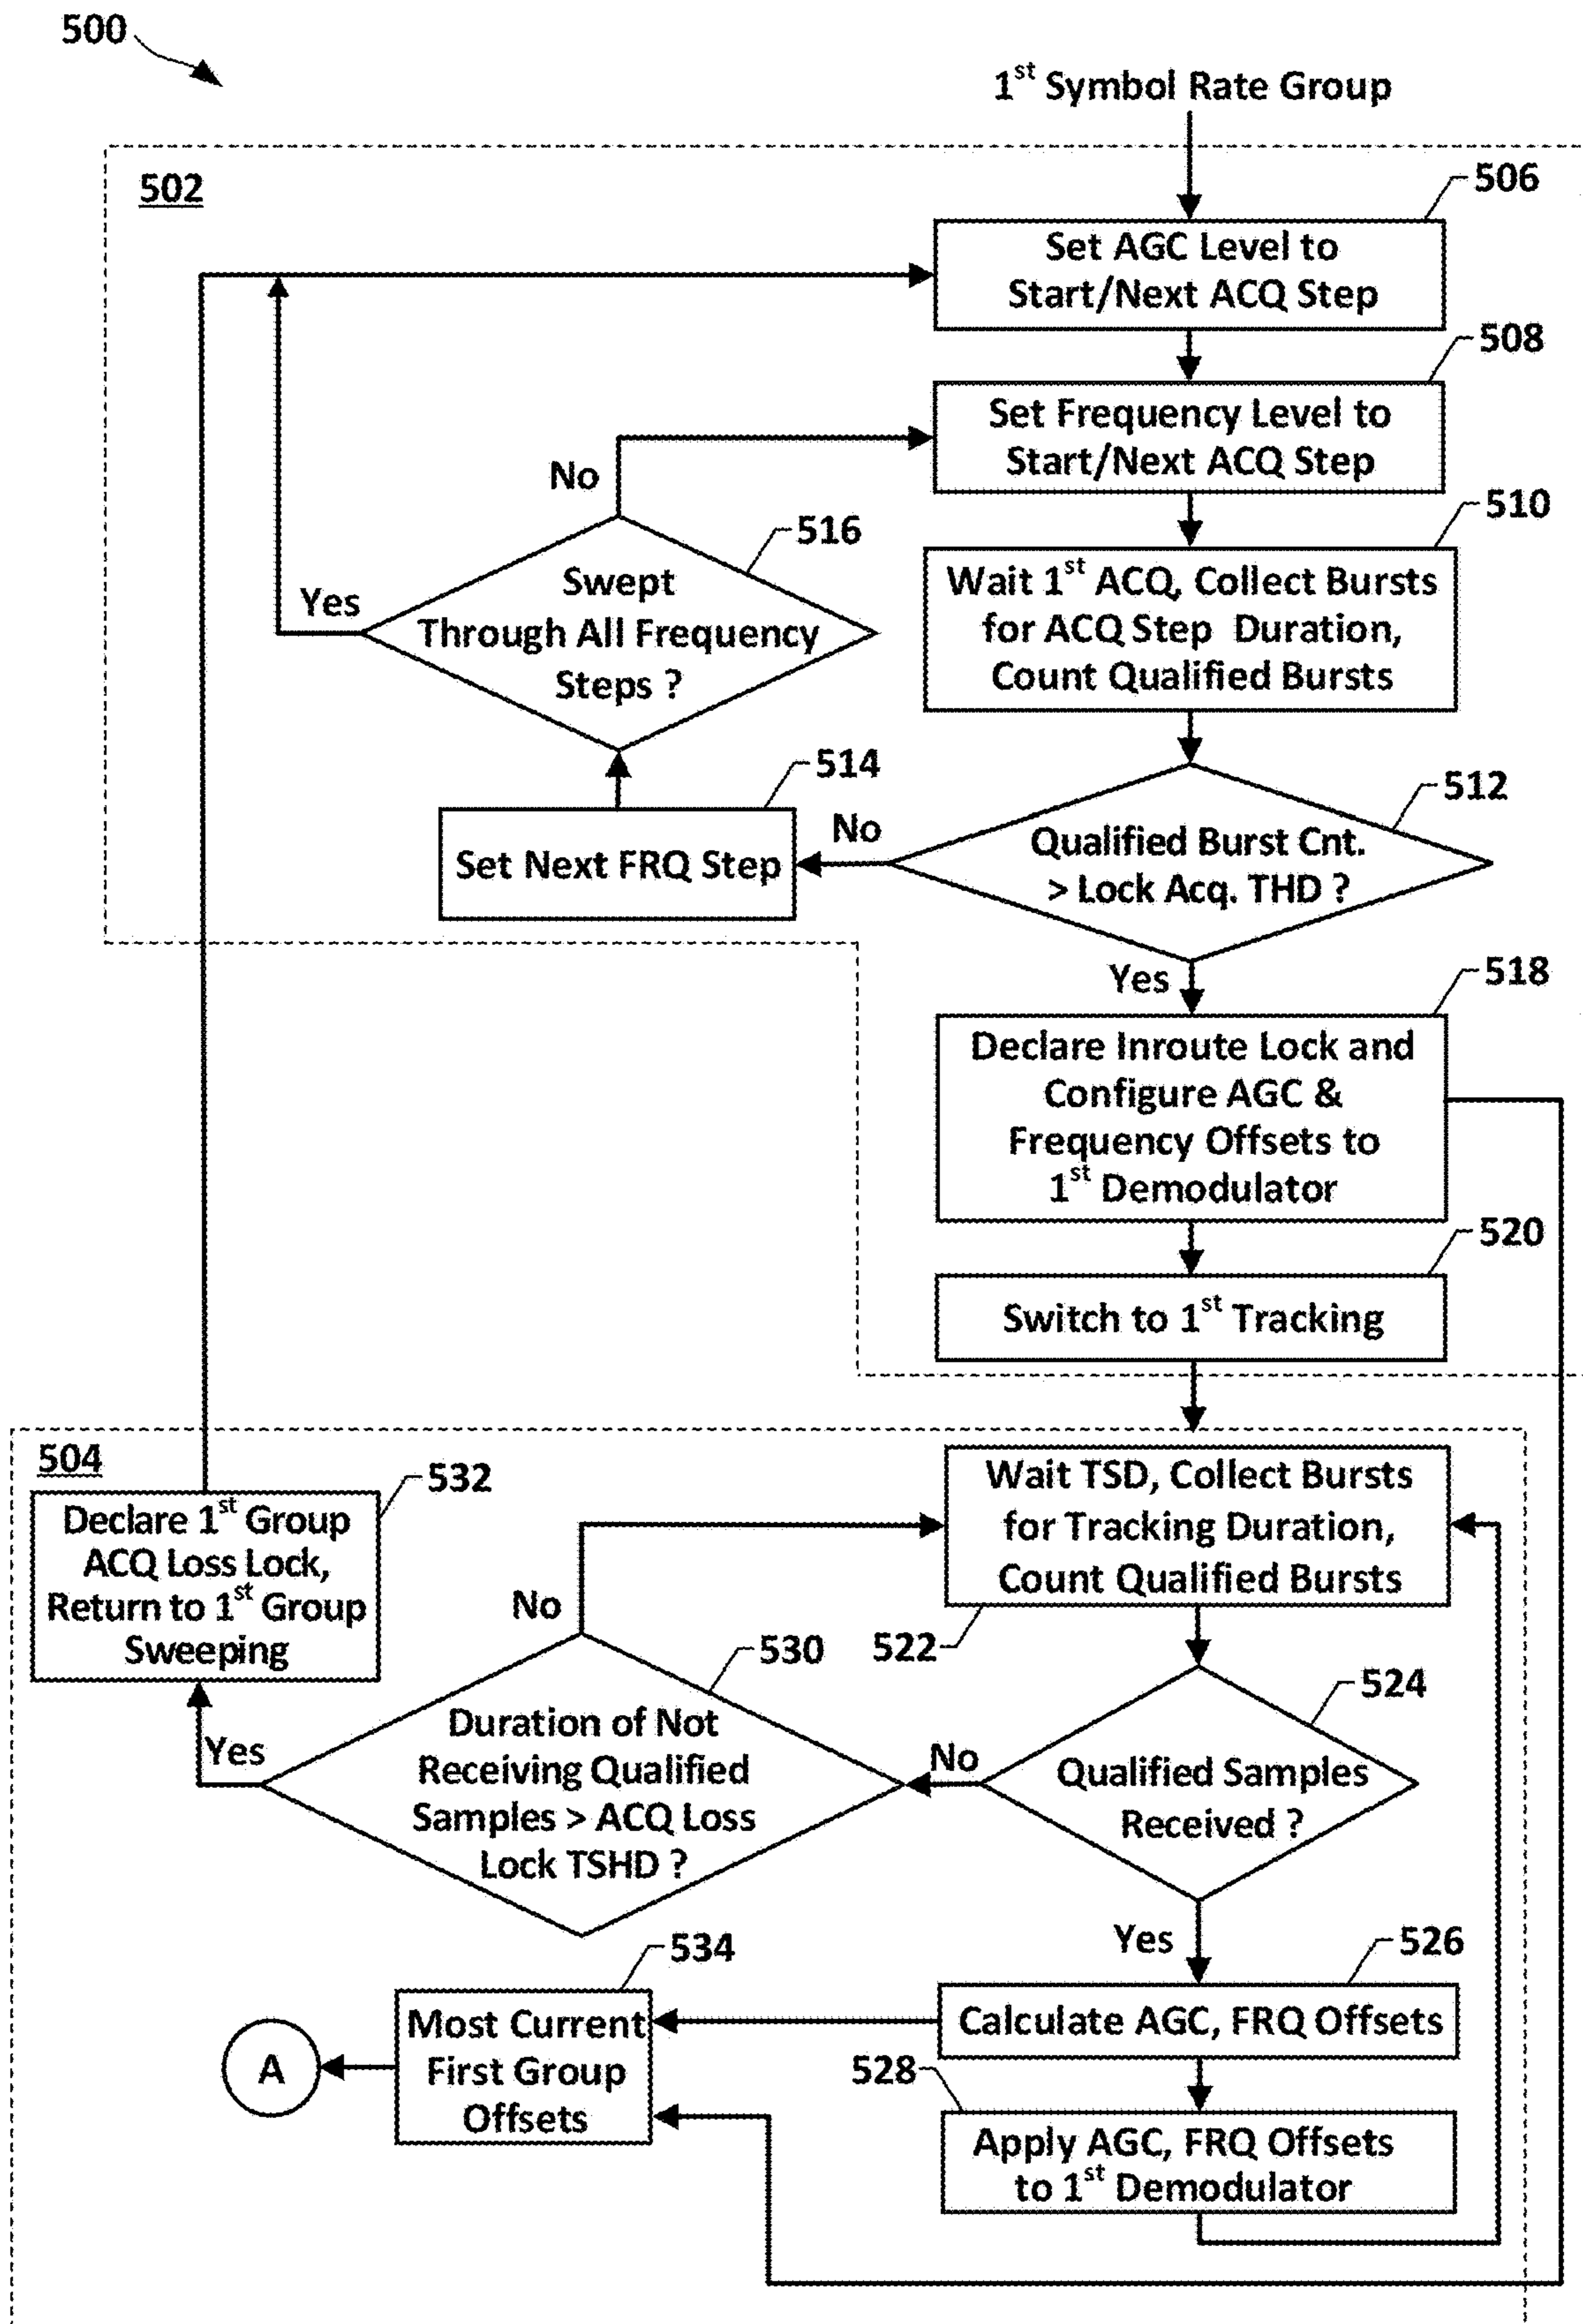 500
1st Symbol Rate Group
502
506
Set AGC Level to
Start/Next ACQ Step
508
Set Frequency Level to
Start/Next ACQ Step
No
510
516
Wait 1st ACQ, Collect Bursts
for ACQ Step Duration,
Count Qualified Bursts
Swept
Through All Frequency
Steps ?
Yes
514
512
No
Set Next FRQ Step
Qualified Burst Cnt.
> Lock Acq. THD ?
Yes
518
Declare Inroute Lock and
Configure AGC &
Frequency Offsets to
1st Demodulator
520
Switch to 1st Tracking
504
532
Declare 1st Group
ACQ Loss Lock,
Return to 1st Group
Sweeping
Wait TSD, Collect Bursts
for Tracking Duration,
Count Qualified Bursts
No
530
522
524
Duration of Not
Receiving Qualified
Samples > ACQ Loss
Lock TSHD ?
Yes
No
Qualified Samples
Received ?
Yes
534
526
Most Current
First Group
Offsets
Calculate AGC, FRQ Offsets
A
528
Apply AGC, FRQ Offsets
to 1st Demodulator